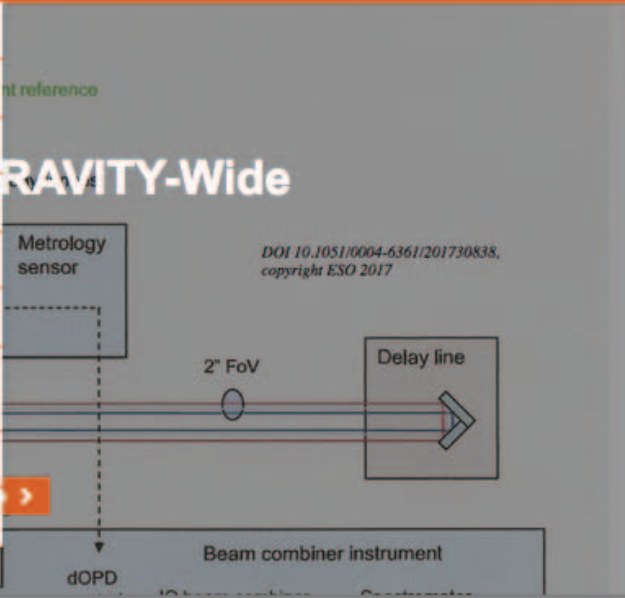 nt reference
RAVITY-Wide
Metrology
sensor
DOI 10.1051/0004-6361/201730838,
copyright ESO 2017
2" FoV
Delay line
Beam combiner instrument
dOPD